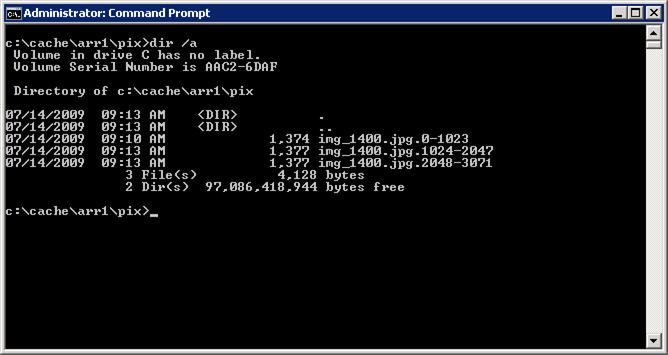 Administrator: Command Prompt
c:\cache\arr1\pix>dir /a
 Volume in drive C has no label.
 Volume Serial Number is AAC2-6DAF

 Directory of c:\cache\arr1\pix

07/14/2009  09:13 AM    <DIR>          .
07/14/2009  09:13 AM    <DIR>          ..
07/14/2009  09:10 AM             1,374 img_1400.jpg.0-1023
07/14/2009  09:13 AM             1,377 img_1400.jpg.1024-2047
07/14/2009  09:13 AM             1,377 img_1400.jpg.2048-3071
               3 File(s)          4,128 bytes
               2 Dir(s)  97,086,418,944 bytes free

c:\cache\arr1\pix>_